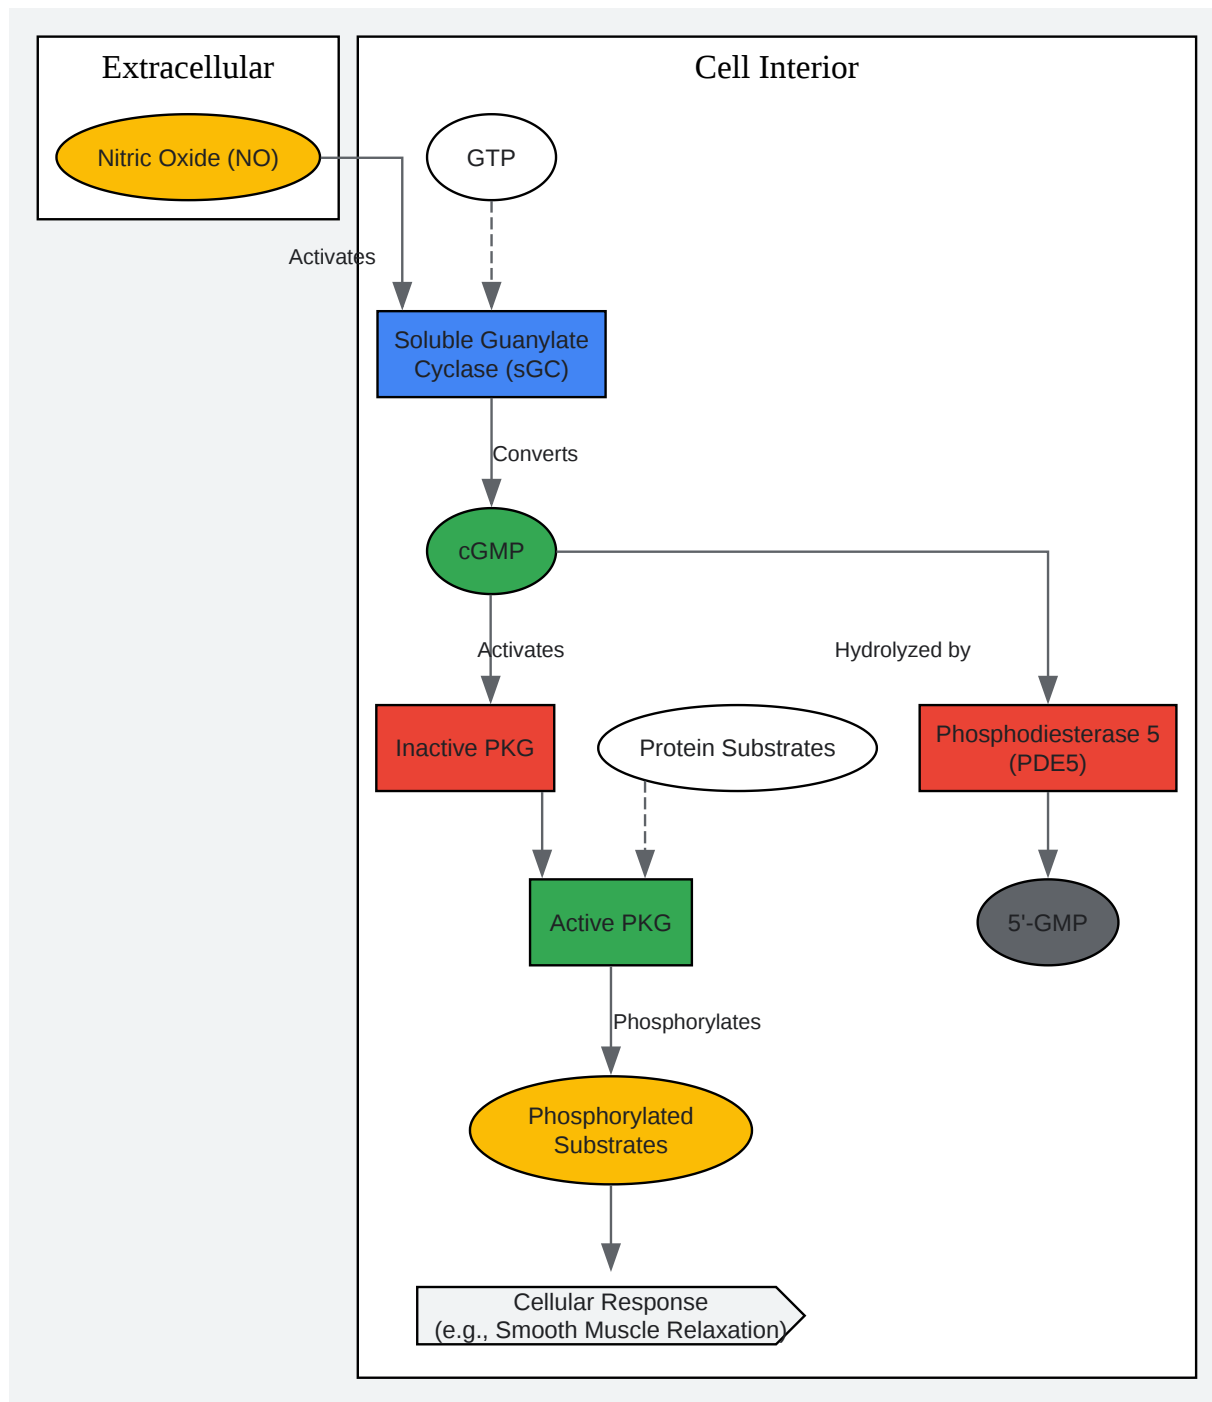 Extracellular
Cell Interior
Nitric Oxide (NO)
GTP
Activates
Soluble Guanylate
Cyclase (sGC)
Converts
cGMP
Activates
Hydrolyzed by
Inactive PKG
Protein Substrates
Phosphodiesterase 5
(PDE5)
Active PKG
5'-GMP
Phosphorylates
Phosphorylated
Substrates
Cellular Response
(e.g., Smooth Muscle Relaxation)